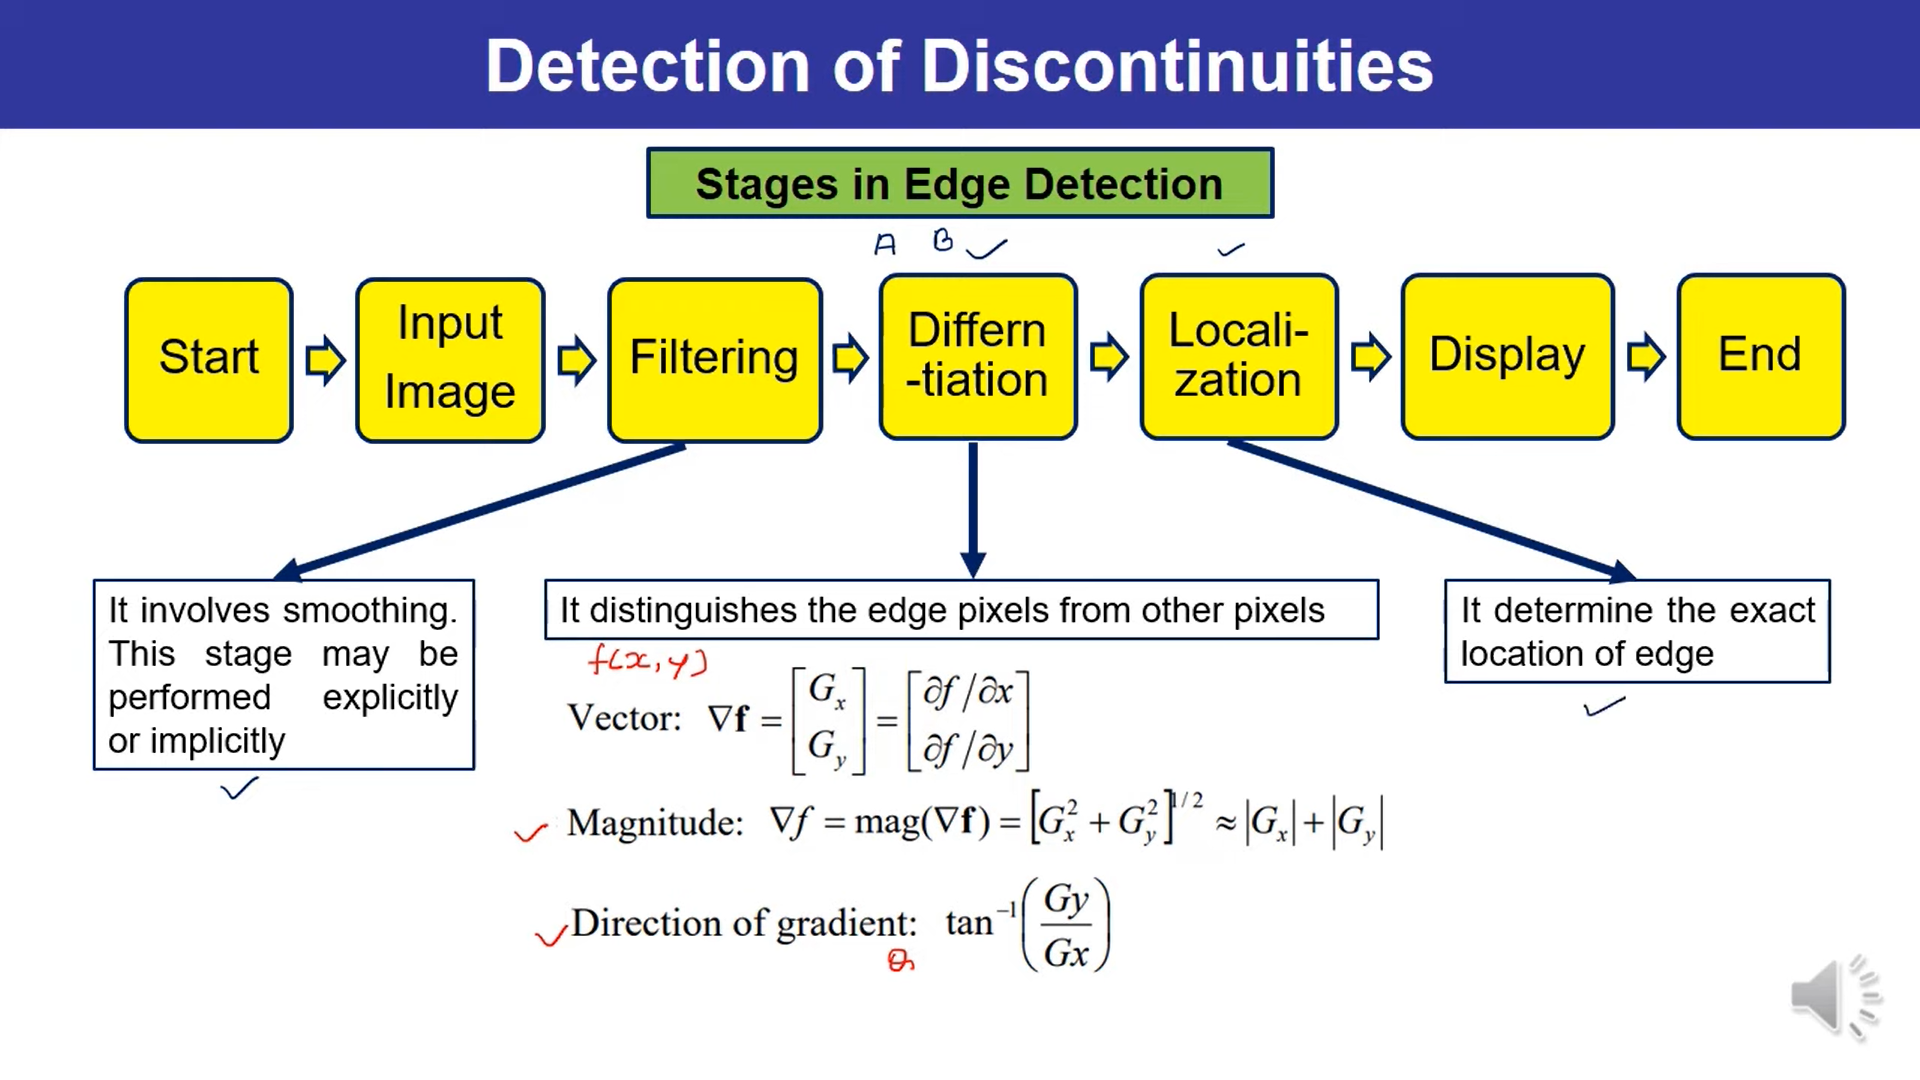 Detection of Discontinuities
Stages in Edge Detection
A B
Start
Input
Image
Filtering
Differn
-tiation
Locali-
zation
Display
End
It involves smoothing.
This stage may be
performed explicitly
or implicitly
It distinguishes the edge pixels from other pixels
f(x,y)
Vector: ∇f = [Gx Gy] = [∂f/∂x ∂f/∂y]
Magnitude: ∇f = mag(∇f) = [Gx² + Gy²]^1/2 ≈ |Gx| + |Gy|
Direction of gradient: tan⁻¹(Gy/Gx)
θ
It determine the exact
location of edge